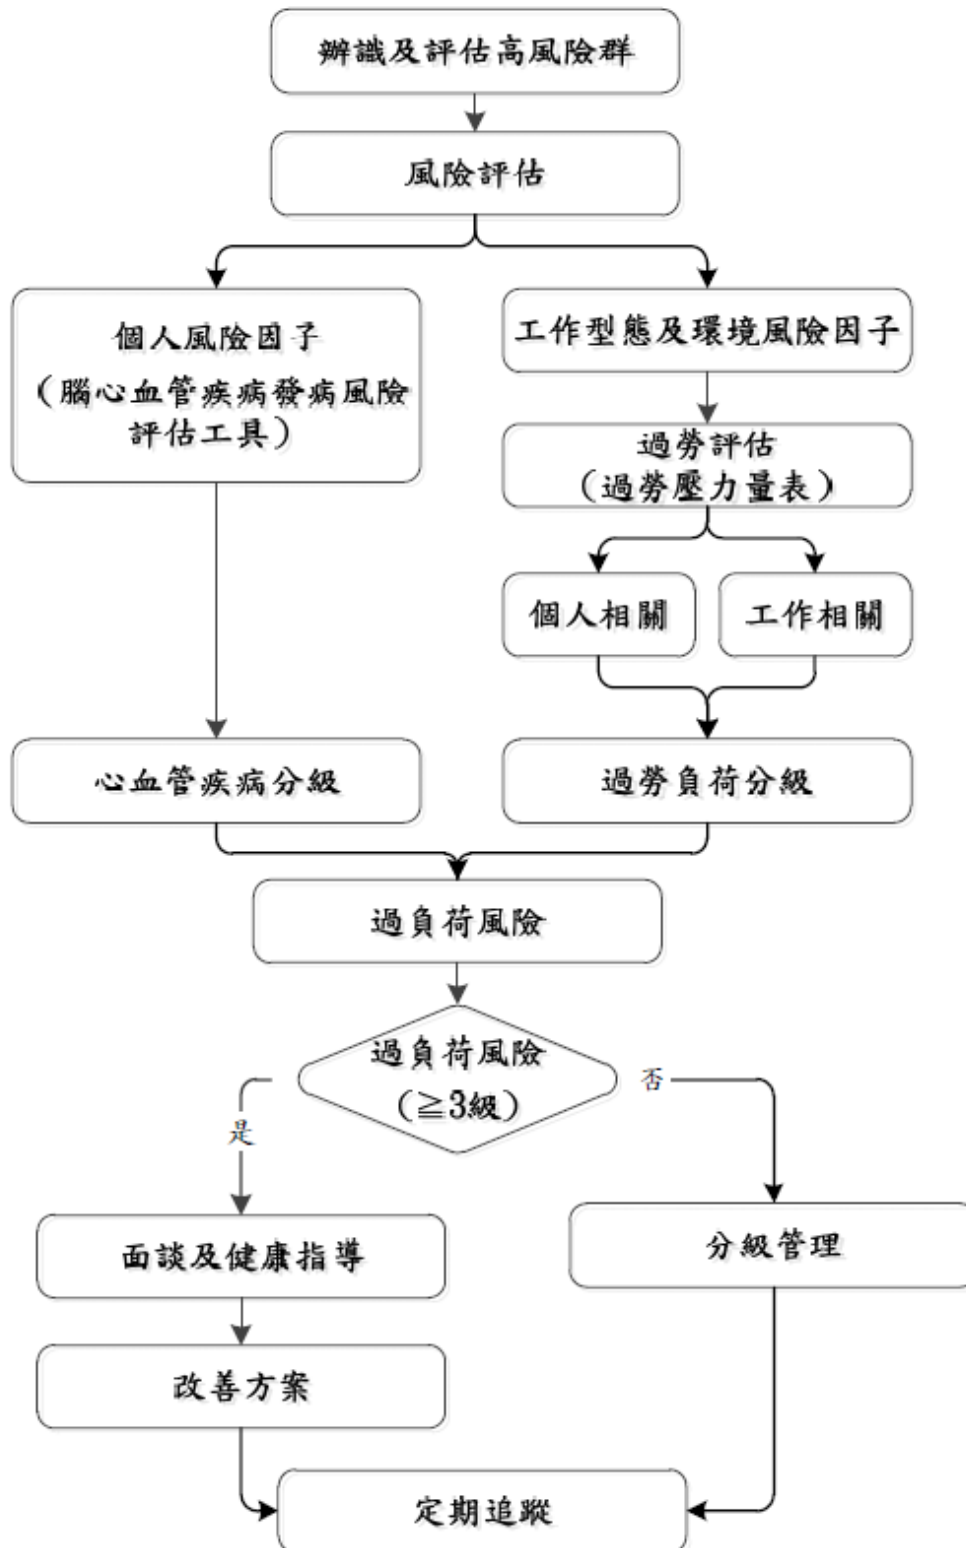 辦識及評估高風險群
風險評估
個人風險因子
（腦心血管疾病發病風險
評估工具）
工作型態及環境風險因子
過勞評估
（過勞壓力量表）
個人相關
工作相關
心血管疾病分級
過勞負荷分級
過負荷風險
過負荷風險
（≧3級）
是
否
面談及健康指導
分級管理
改善方案
定期追蹤